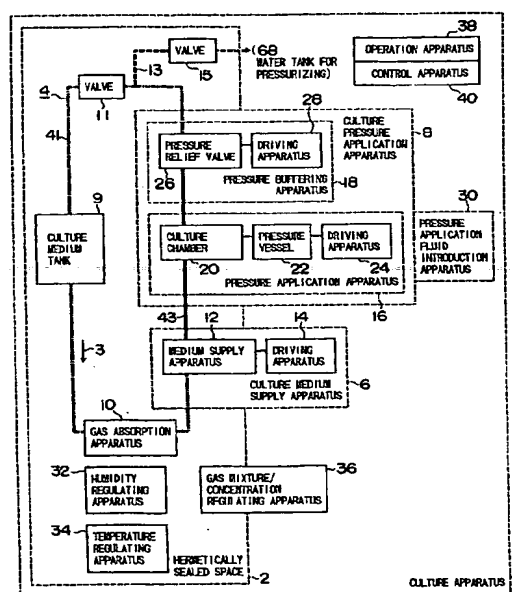 38
VALVE
(68
WATER TANK FOR
PRESSURIZING)
OPERATION APPARATUS
CONTROL APPARATUS
13
15
40
4
VALVE
11
28
CULTURE
PRESSURE
APPLICATION
APPARATUS
8
41
PRESSURE
RELIEF VALVE
DRIVING
APPARATUS
26
PRESSURE BUFFERING
APPARATUS
18
9
30
CULTURE
MEDIUM
TANK
CULTURE
CHAMBER
PRESSURE
VESSEL
DRIVING
APPARATUS
PRESSURE
APPLICATION
FLUID
INTRODUCTION
APPARATUS
20
22
24
PRESSURE APPLICATION APPARATUS
16
43
12
14
3
MEDIUM SUPPLY
APPARATUS
DRIVING
APPARATUS
CULTURE MEDIUM
SUPPLY APPARATUS
6
10
GAS ABSORPTION
APPARATUS
32
HUMIDITY
REGULATING
APPARATUS
GAS MIXTURE/
CONCENTRATION
REGULATING APPARATUS
36
34
TEMPERATURE
REGULATING
APPARATUS
HERMETICALLY
SEALED SPACE
2
CULTURE APPARATUS